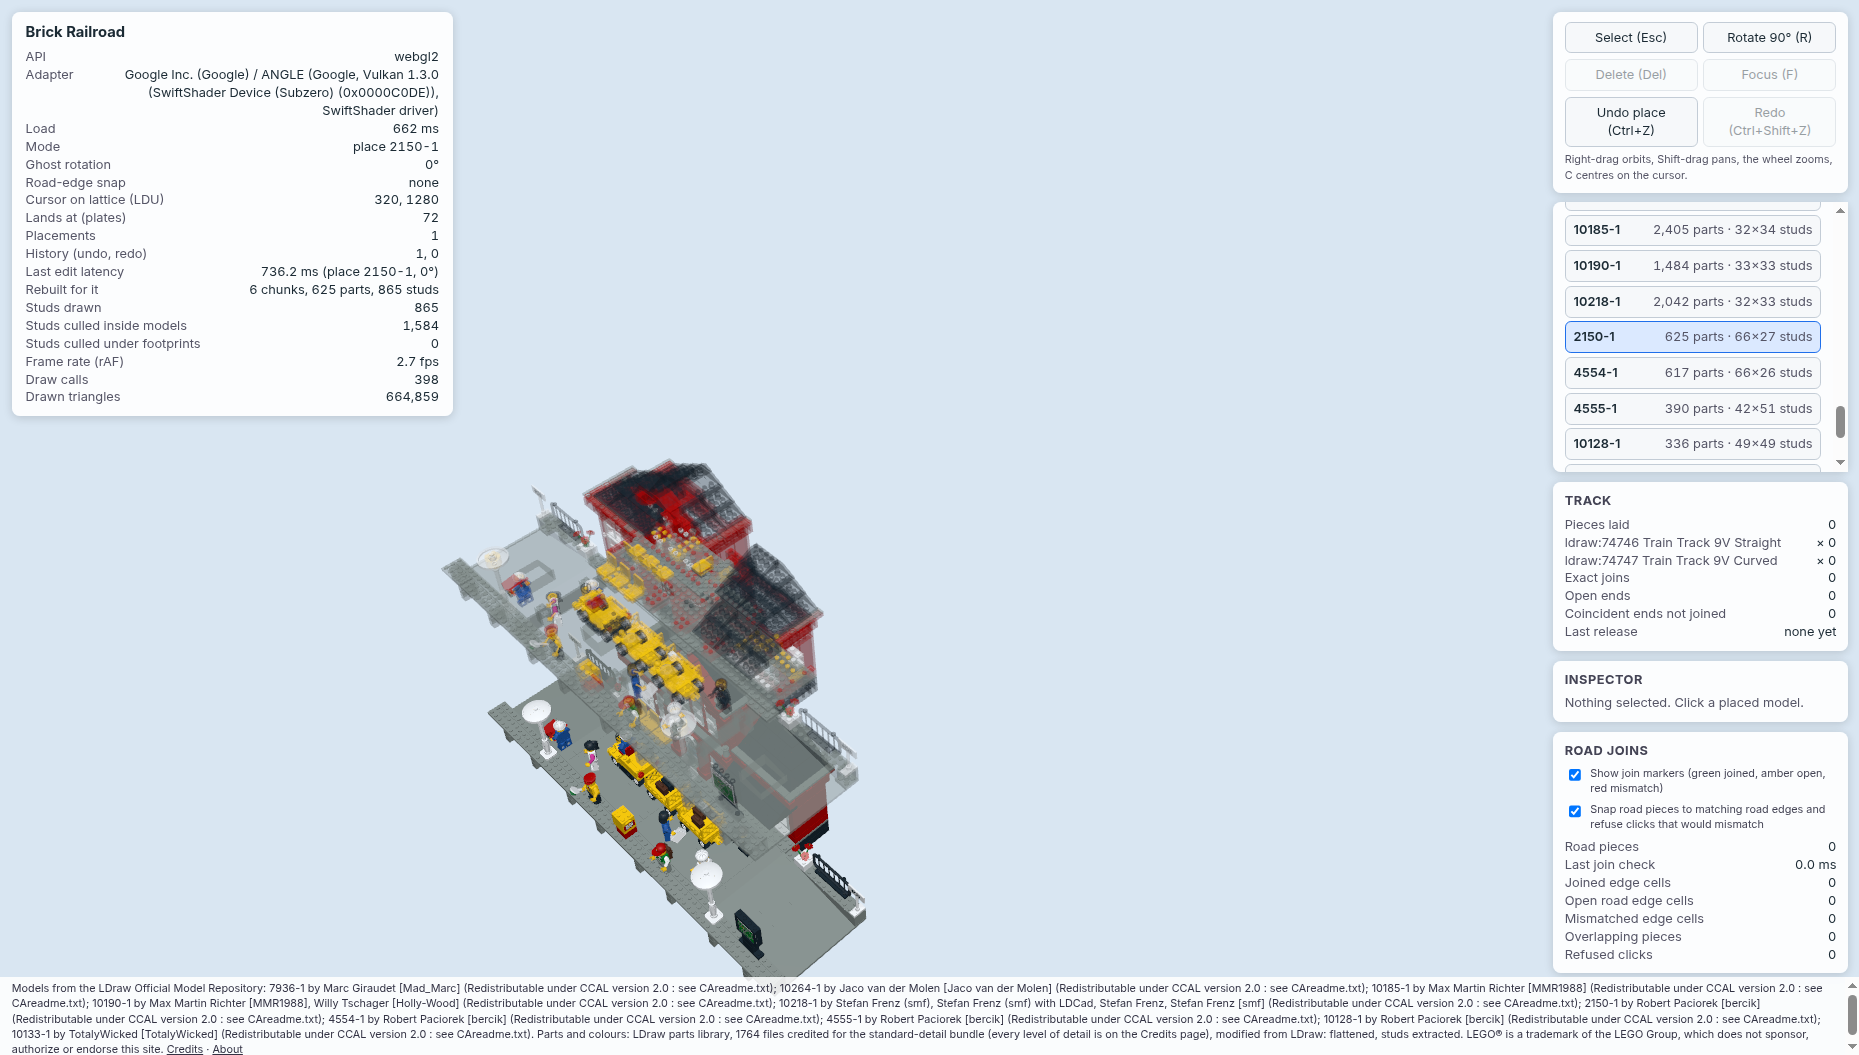 Brick Railroad
API webgl2
Adapter Google Inc. (Google) / ANGLE (Google, Vulkan 1.3.0
(SwiftShader Device (Subzero) (0x0000C0DE)),
SwiftShader driver)
Load 662 ms
Mode place 2150-1
Ghost rotation 0°
Road-edge snap none
Cursor on lattice (LDU) 320, 1280
Lands at (plates) 72
Placements 1
History (undo, redo) 1, 0
Last edit latency 736.2 ms (place 2150-1, 0°)
Rebuilt for it 6 chunks, 625 parts, 865 studs
Studs drawn 865
Studs culled inside models 1,584
Studs culled under footprints 0
Frame rate (rAF) 2.7 fps
Draw calls 398
Drawn triangles 664,859
Select (Esc) Rotate 90° (R)
Delete (Del) Focus (F)
Undo place (Ctrl+Z) Redo (Ctrl+Shift+Z)
Right-drag orbits, Shift-drag pans, the wheel zooms,
C centres on the cursor.
10185-1 2,405 parts · 32×34 studs
10190-1 1,484 parts · 33×33 studs
10218-1 2,042 parts · 32×33 studs
2150-1 625 parts · 66×27 studs
4554-1 617 parts · 66×26 studs
4555-1 390 parts · 42×51 studs
10128-1 336 parts · 49×49 studs
TRACK
Pieces laid 0
ldraw:74746 Train Track 9V Straight × 0
ldraw:74747 Train Track 9V Curved × 0
Exact joins 0
Open ends 0
Coincident ends not joined 0
Last release none yet
INSPECTOR
Nothing selected. Click a placed model.
ROAD JOINS
Show join markers (green joined, amber open,
red mismatch)
Snap road pieces to matching road edges and
refuse clicks that would mismatch
Road pieces 0
Last join check 0.0 ms
Joined edge cells 0
Open road edge cells 0
Mismatched edge cells 0
Overlapping pieces 0
Refused clicks 0
Models from the LDraw Official Model Repository: 7936-1 by Marc Giraudet [Mad_Marc] (Redistributable under CCAL version 2.0 : see CAreadme.txt); 10264-1 by Jaco van der Molen [Jaco van der Molen] (Redistributable under CCAL version 2.0 : see CAreadme.txt); 10185-1 by Max Martin Richter [MMR1988] (Redistributable under CCAL version 2.0 : see
CAreadme.txt); 10190-1 by Max Martin Richter [MMR1988], Willy Tschager [Holly-Wood] (Redistributable under CCAL version 2.0 : see CAreadme.txt); 10218-1 by Stefan Frenz (smf), Stefan Frenz (smf) with LDCad, Stefan Frenz, Stefan Frenz [smf] (Redistributable under CCAL version 2.0 : see CAreadme.txt); 2150-1 by Robert Paciorek [bercik]
(Redistributable under CCAL version 2.0 : see CAreadme.txt); 4554-1 by Robert Paciorek [bercik] (Redistributable under CCAL version 2.0 : see CAreadme.txt); 4555-1 by Robert Paciorek [bercik] (Redistributable under CCAL version 2.0 : see CAreadme.txt); 10128-1 by Robert Paciorek [bercik] (Redistributable under CCAL version 2.0 : see CAreadme.txt);
10133-1 by TotalyWicked [TotalyWicked] (Redistributable under CCAL version 2.0 : see CAreadme.txt). Parts and colours: LDraw parts library, 1764 files credited for the standard-detail bundle (every level of detail is on the Credits page), modified from LDraw: flattened, studs extracted. LEGO® is a trademark of the LEGO Group, which does not sponsor,
authorize or endorse this site. Credits · About